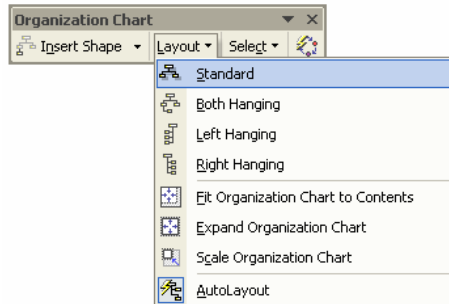 Organization Chart
Insert Shape Layout Select
Standard
Both Hanging
Left Hanging
Right Hanging
Fit Organization Chart to Contents
Expand Organization Chart
Scale Organization Chart
AutoLayout